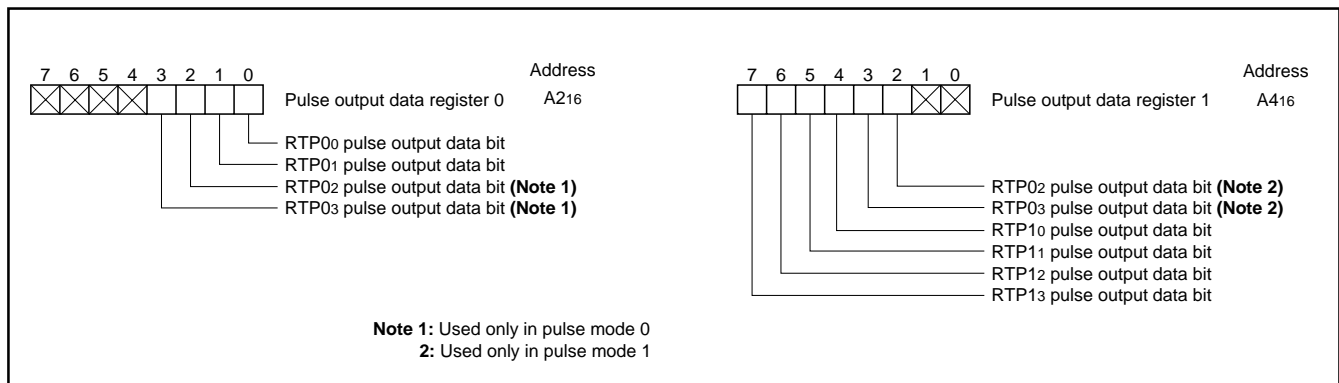 7 6 5 4 3 2 1 0
Address
Pulse output data register 0
A216
RTP00 pulse output data bit
RTP01 pulse output data bit
RTP02 pulse output data bit (Note 1)
RTP03 pulse output data bit (Note 1)
7 6 5 4 3 2 1 0
Address
Pulse output data register 1
A416
RTP02 pulse output data bit (Note 2)
RTP03 pulse output data bit (Note 2)
RTP10 pulse output data bit
RTP11 pulse output data bit
RTP12 pulse output data bit
RTP13 pulse output data bit
Note 1: Used only in pulse mode 0
2: Used only in pulse mode 1